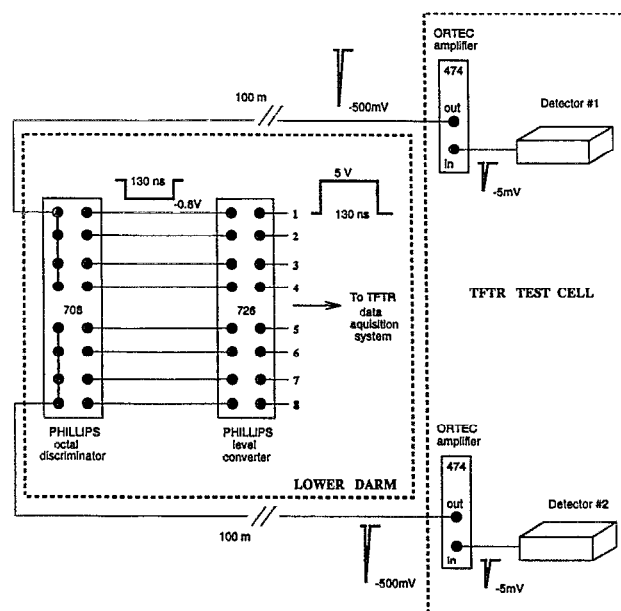 ORTEC
amplifier
474
out
in
Detector #1
-5mV
-500mV
100 m
130 ns
-0.8V
5 V
130 ns
1
2
3
4
5
6
7
8
708
726
To TFTR
data
aquisition
system
PHILLIPS
octal
discriminator
PHILLIPS
level
converter
LOWER DARM
TFTR TEST CELL
100 m
-500mV
ORTEC
amplifier
474
out
in
Detector #2
-5mV